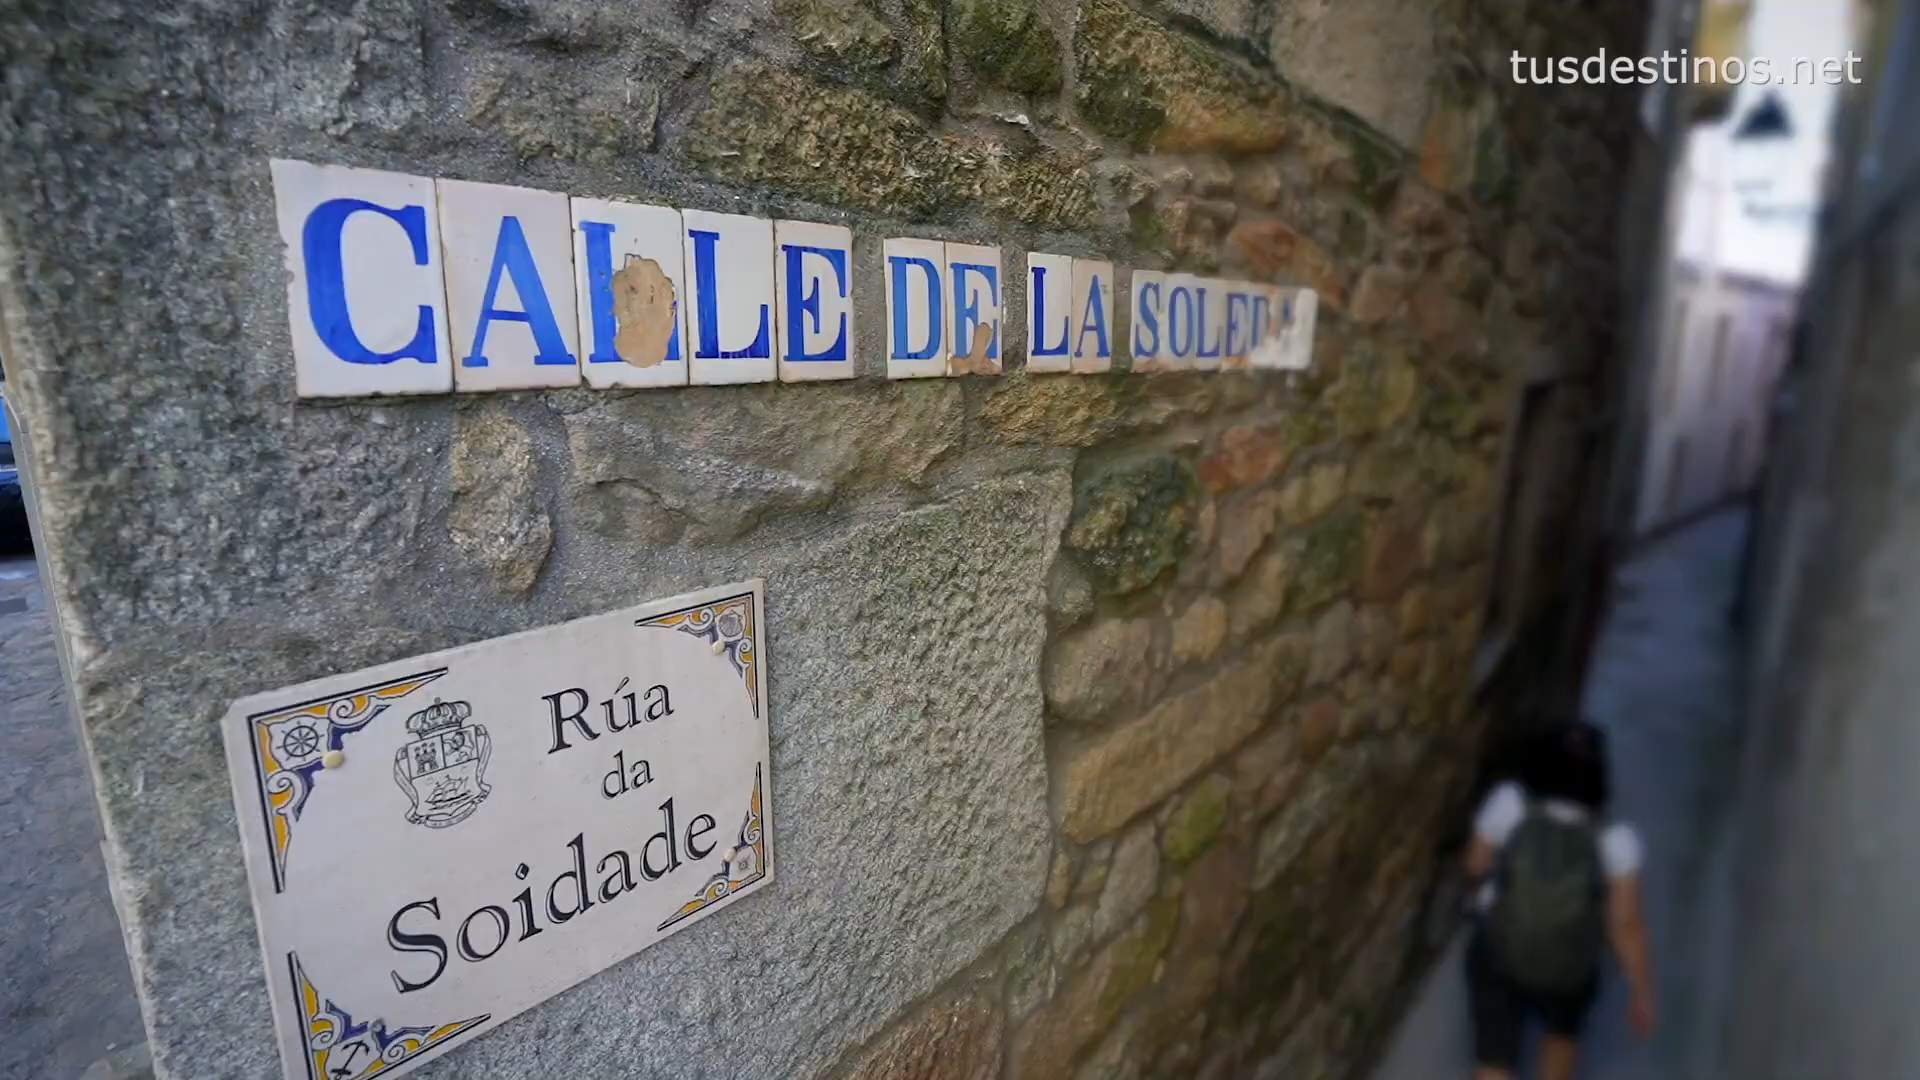 tusdestinos.net
CALLE DE LA SOLEDA
Rúa
da
Soidade